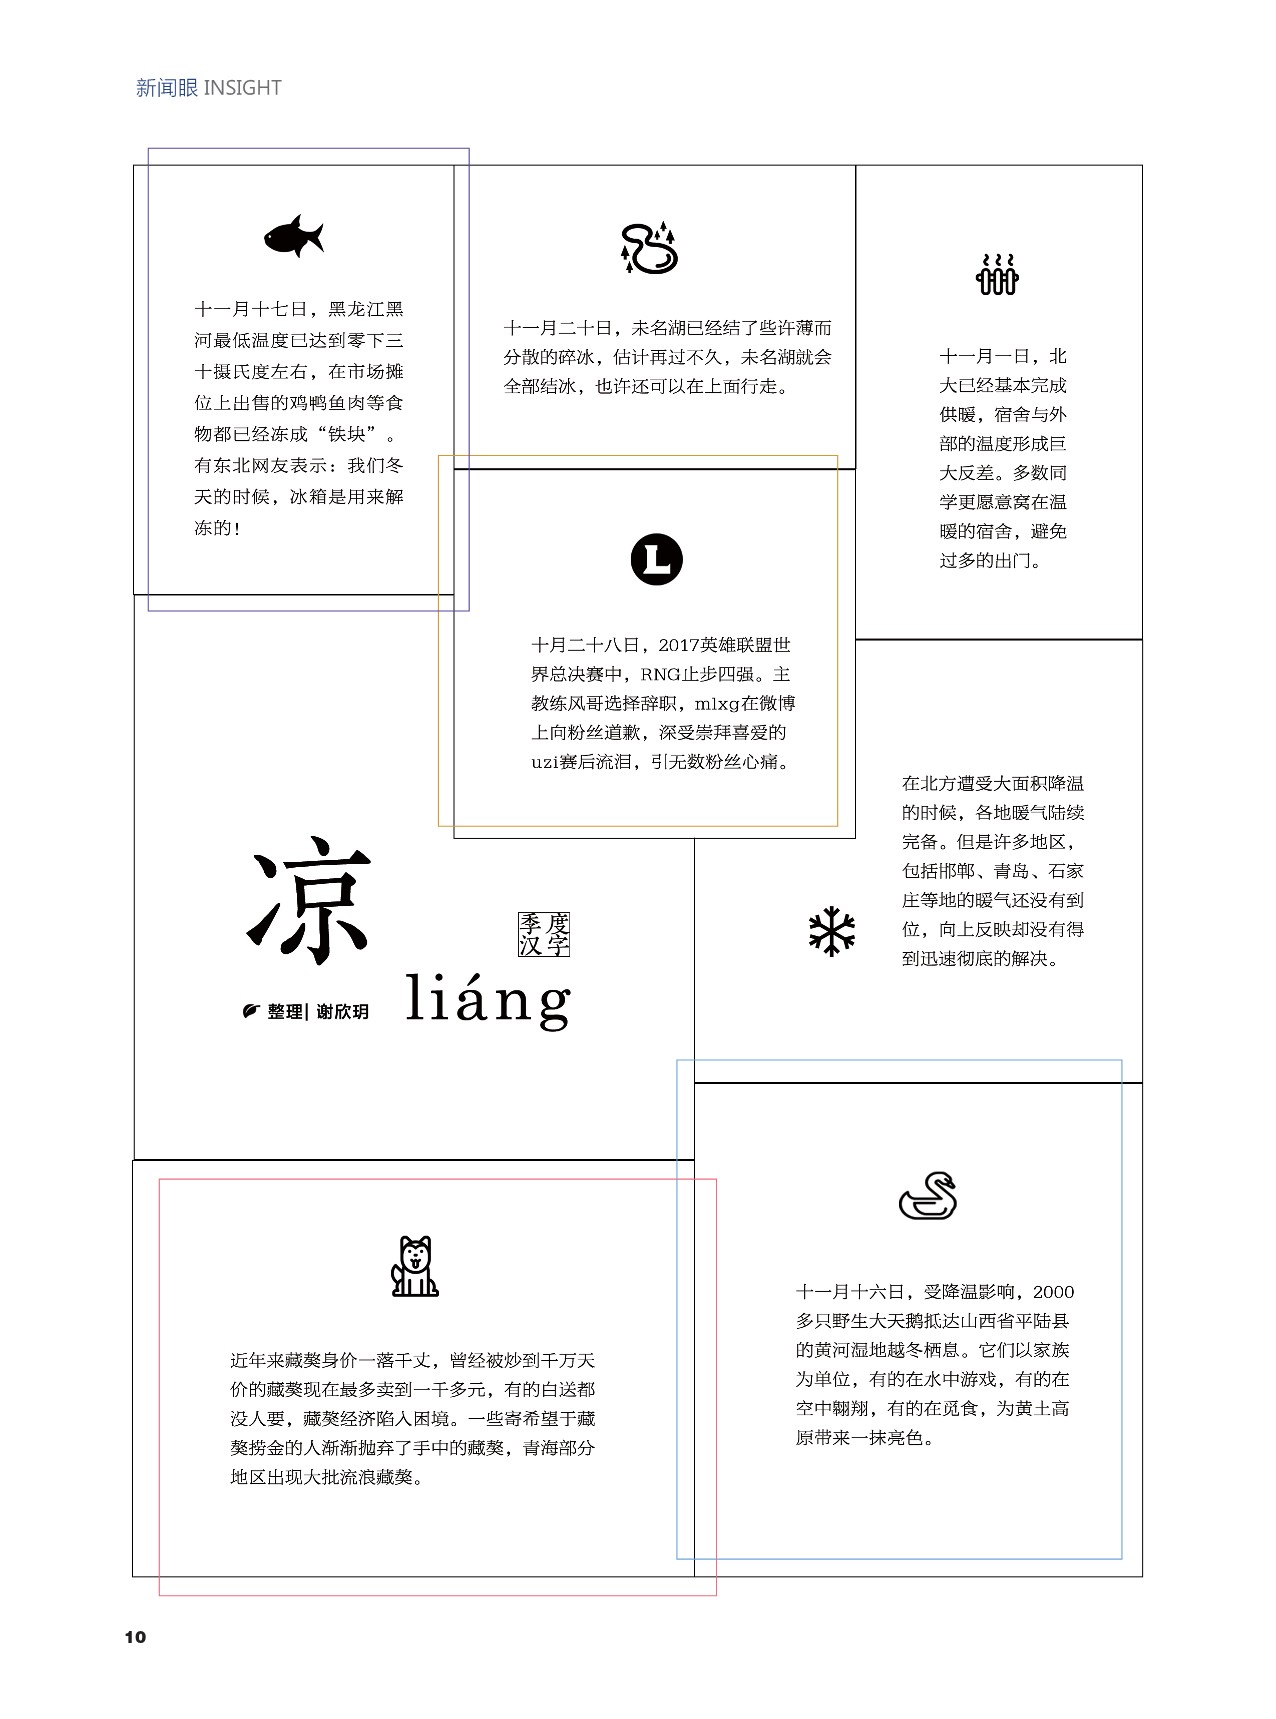 新闻眼 INSIGHT
十一月十七日，黑龙江黑
河最低温度已达到零下三
十摄氏度左右，在市场摊
位上出售的鸡鸭鱼肉等食
物都已经冻成“铁块”。
有东北网友表示：我们冬
天的时候，冰箱是用来解
冻的！
十一月二十日，未名湖已经结了些许薄而
分散的碎冰，估计再过不久，未名湖就会
全部结冰，也许还可以在上面行走。
十一月一日，北
大已经基本完成
供暖，宿舍与外
部的温度形成巨
大反差。多数同
学更愿意窝在温
暖的宿舍，避免
过多的出门。
L
十月二十八日，2017英雄联盟世
界总决赛中，RNG止步四强。主
教练风哥选择辞职，mlxg在微博
上向粉丝道歉，深受崇拜喜爱的
uzi赛后流泪，引无数粉丝心痛。
在北方遭受大面积降温
的时候，各地暖气陆续
完备。但是许多地区，
包括邯郸、青岛、石家
庄等地的暖气还没有到
位，向上反映却没有得
到迅速彻底的解决。
凉
季度
汉字
liáng
整理| 谢欣玥
近年来藏獒身价一落千丈，曾经被炒到千万天
价的藏獒现在最多卖到一千多元，有的白送都
没人要，藏獒经济陷入困境。一些寄希望于藏
獒捞金的人渐渐抛弃了手中的藏獒，青海部分
地区出现大批流浪藏獒。
十一月十六日，受降温影响，2000
多只野生大天鹅抵达山西省平陆县
的黄河湿地越冬栖息。它们以家族
为单位，有的在水中游戏，有的在
空中翱翔，有的在觅食，为黄土高
原带来一抹亮色。
10